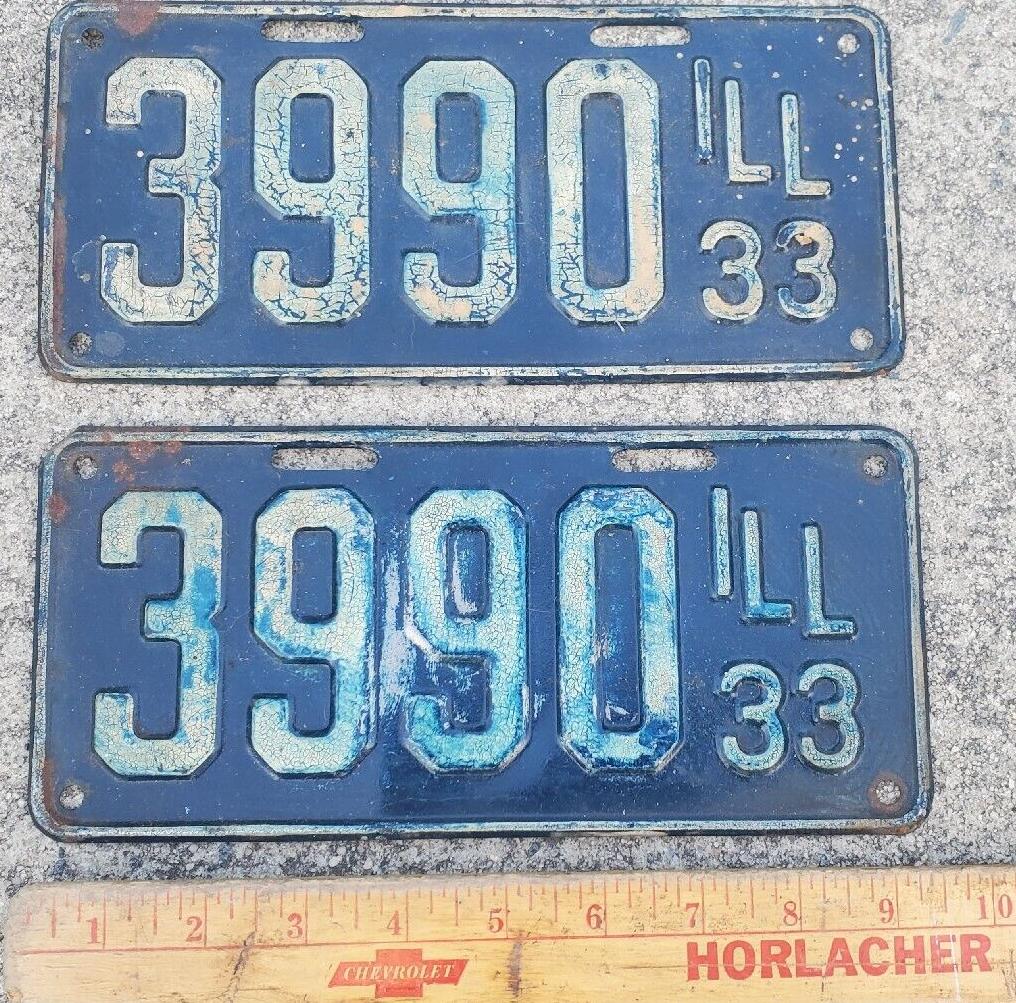 3990 ILL
33
3990 ILL
33
1 2 3 4 5 6 7 8 9 10
CHEVROLET HORLACHER